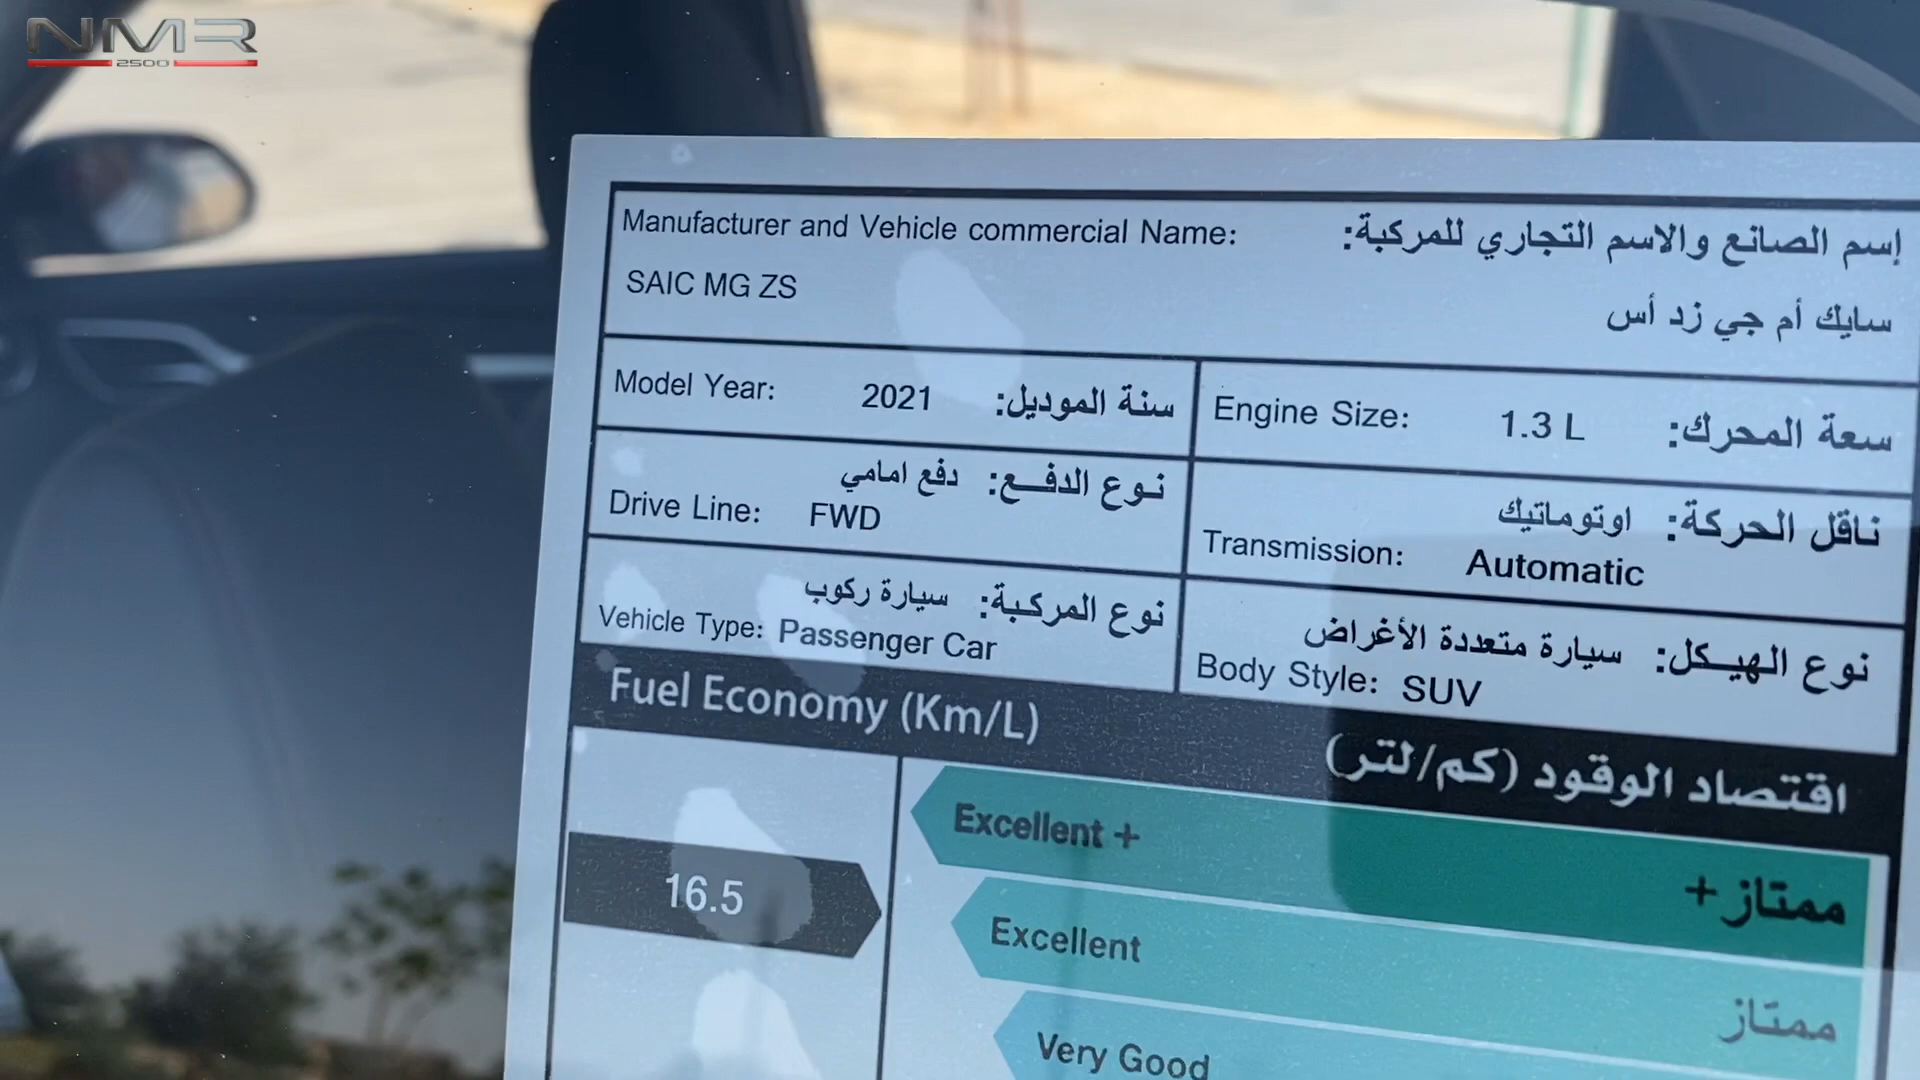 NMR
2500
Manufacturer and Vehicle commercial Name: إسم الصانع والاسم التجاري للمركبة:
SAIC MG ZS
سايك أم جي زد أس
Model Year: 2021 سنة الموديل:
Engine Size: 1.3 L سعة المحرك:
نوع الدفع: دفع امامي
Drive Line: FWD
ناقل الحركة: اوتوماتيك
Transmission: Automatic
نوع المركبة: سيارة ركوب
Vehicle Type: Passenger Car
نوع الهيكل: سيارة متعددة الأغراض
Body Style: SUV
Fuel Economy (Km/L)
اقتصاد الوقود (كم/لتر)
16.5
Excellent + ممتاز+
Excellent ممتاز
Very Good